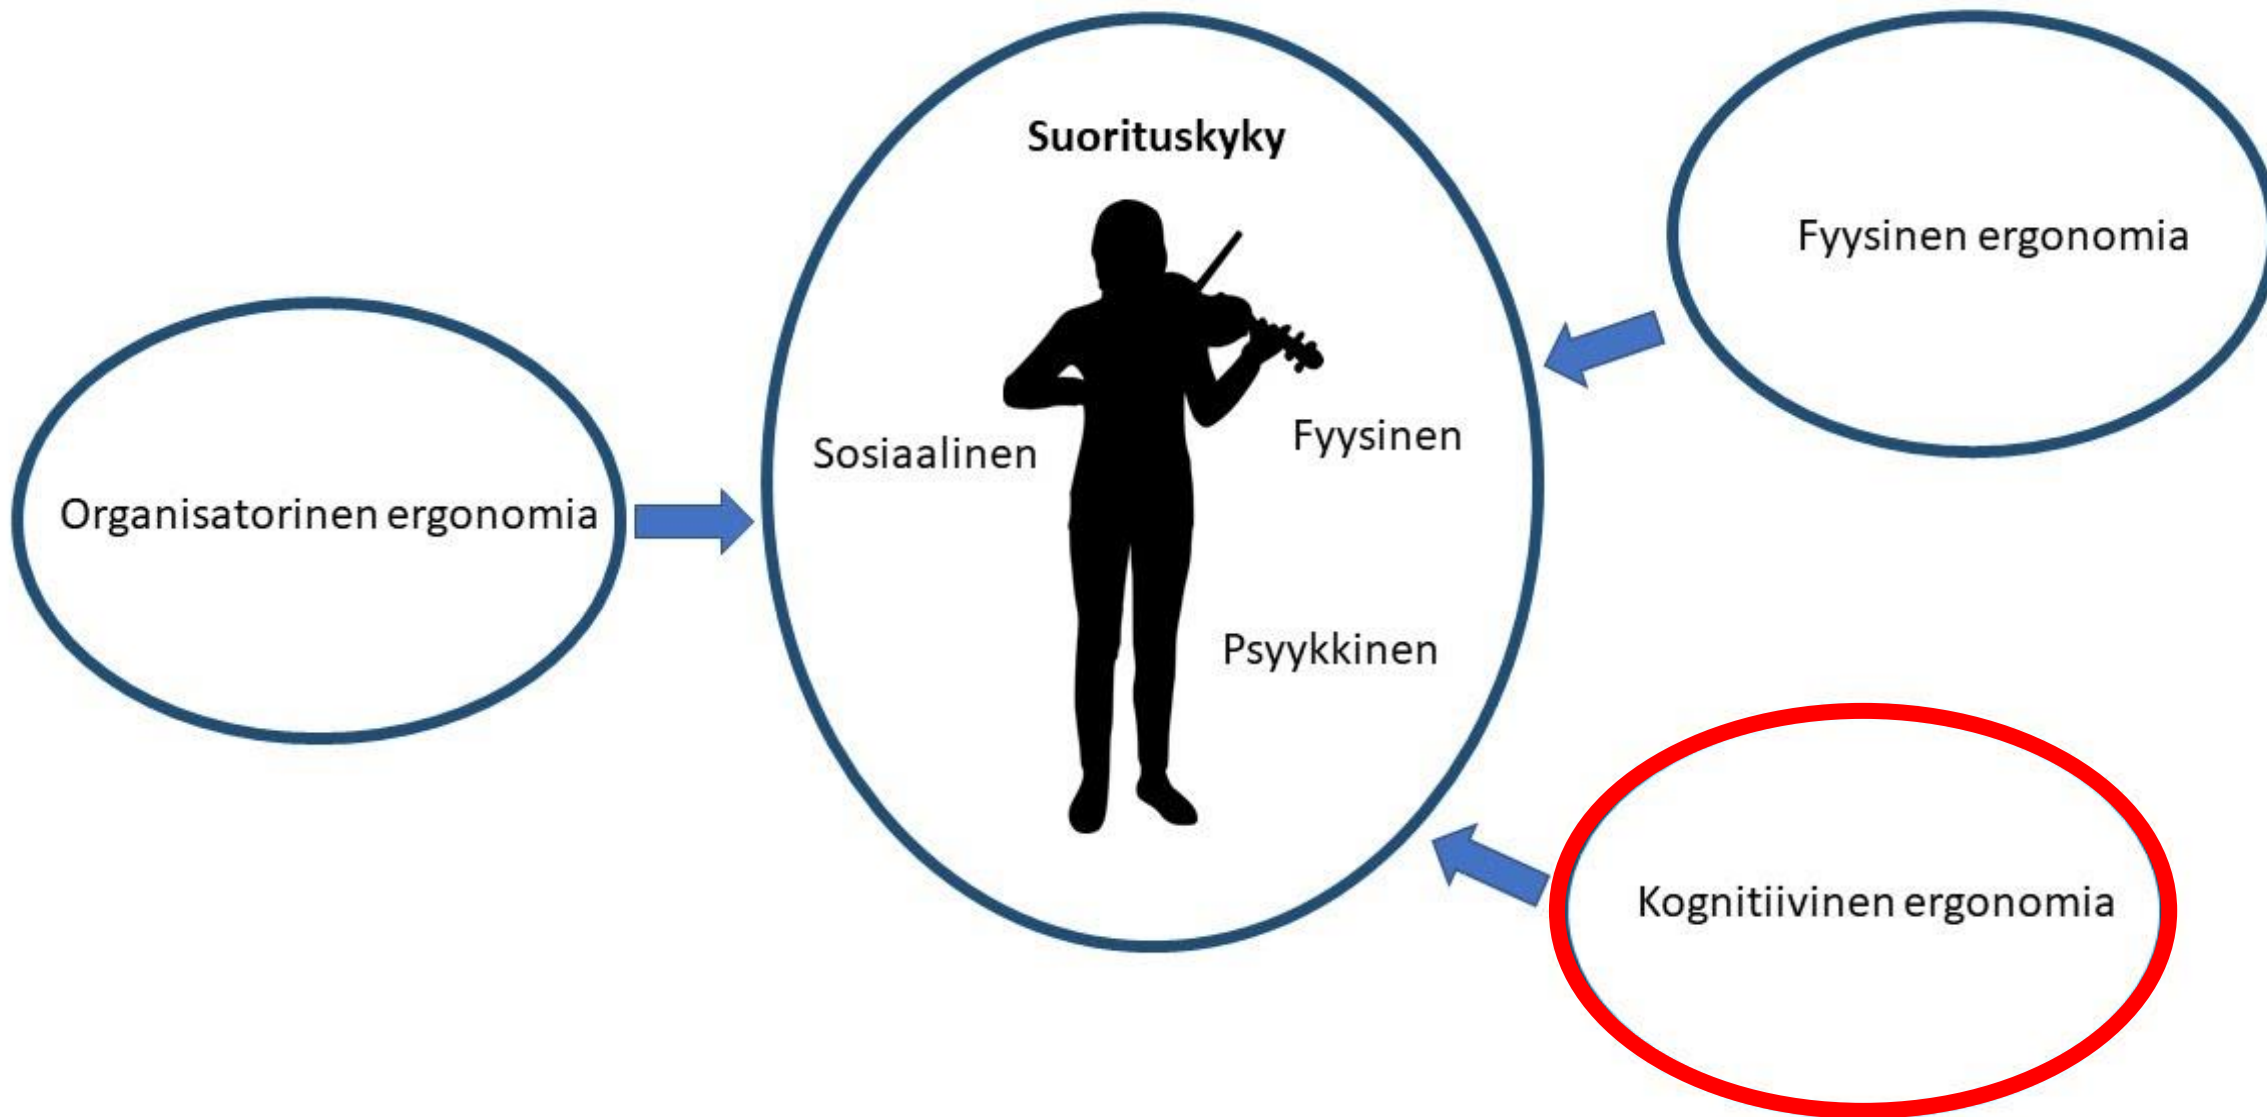 Suorituskyky
Fyysinen ergonomia
Fyysinen
Sosiaalinen
Organisatorinen ergonomia
Psyykkinen
Kognitiivinen ergonomia